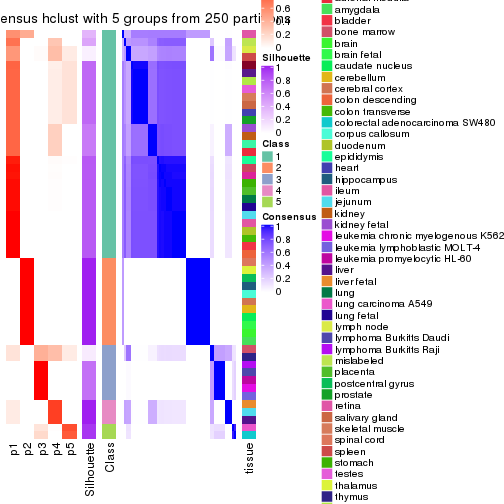 ensus hclust with 5 groups from 250 parti
0.6
0.4
0.2
0
Silhouette
1
0.8
0.6
0.4
0.2
0
Class
1
2
3
4
5
Consensus
1
0.8
0.6
0.4
0.2
0
p1
p2
p3
p4
p5
Silhouette
Class
tissue
amygdala
bladder
bone marrow
brain
brain fetal
caudate nucleus
cerebellum
cerebral cortex
colon descending
colon transverse
colorectal adenocarcinoma SW480
corpus callosum
duodenum
epididymis
heart
hippocampus
ileum
jejunum
kidney
kidney fetal
leukemia chronic myelogenous K562
leukemia lymphoblastic MOLT-4
leukemia promyelocytic HL-60
liver
liver fetal
lung
lung carcinoma A549
lung fetal
lymph node
lymphoma Burkitts Daudi
lymphoma Burkitts Raji
mislabeled
placenta
postcentral gyrus
prostate
retina
salivary gland
skeletal muscle
spinal cord
spleen
stomach
testes
thalamus
thymus